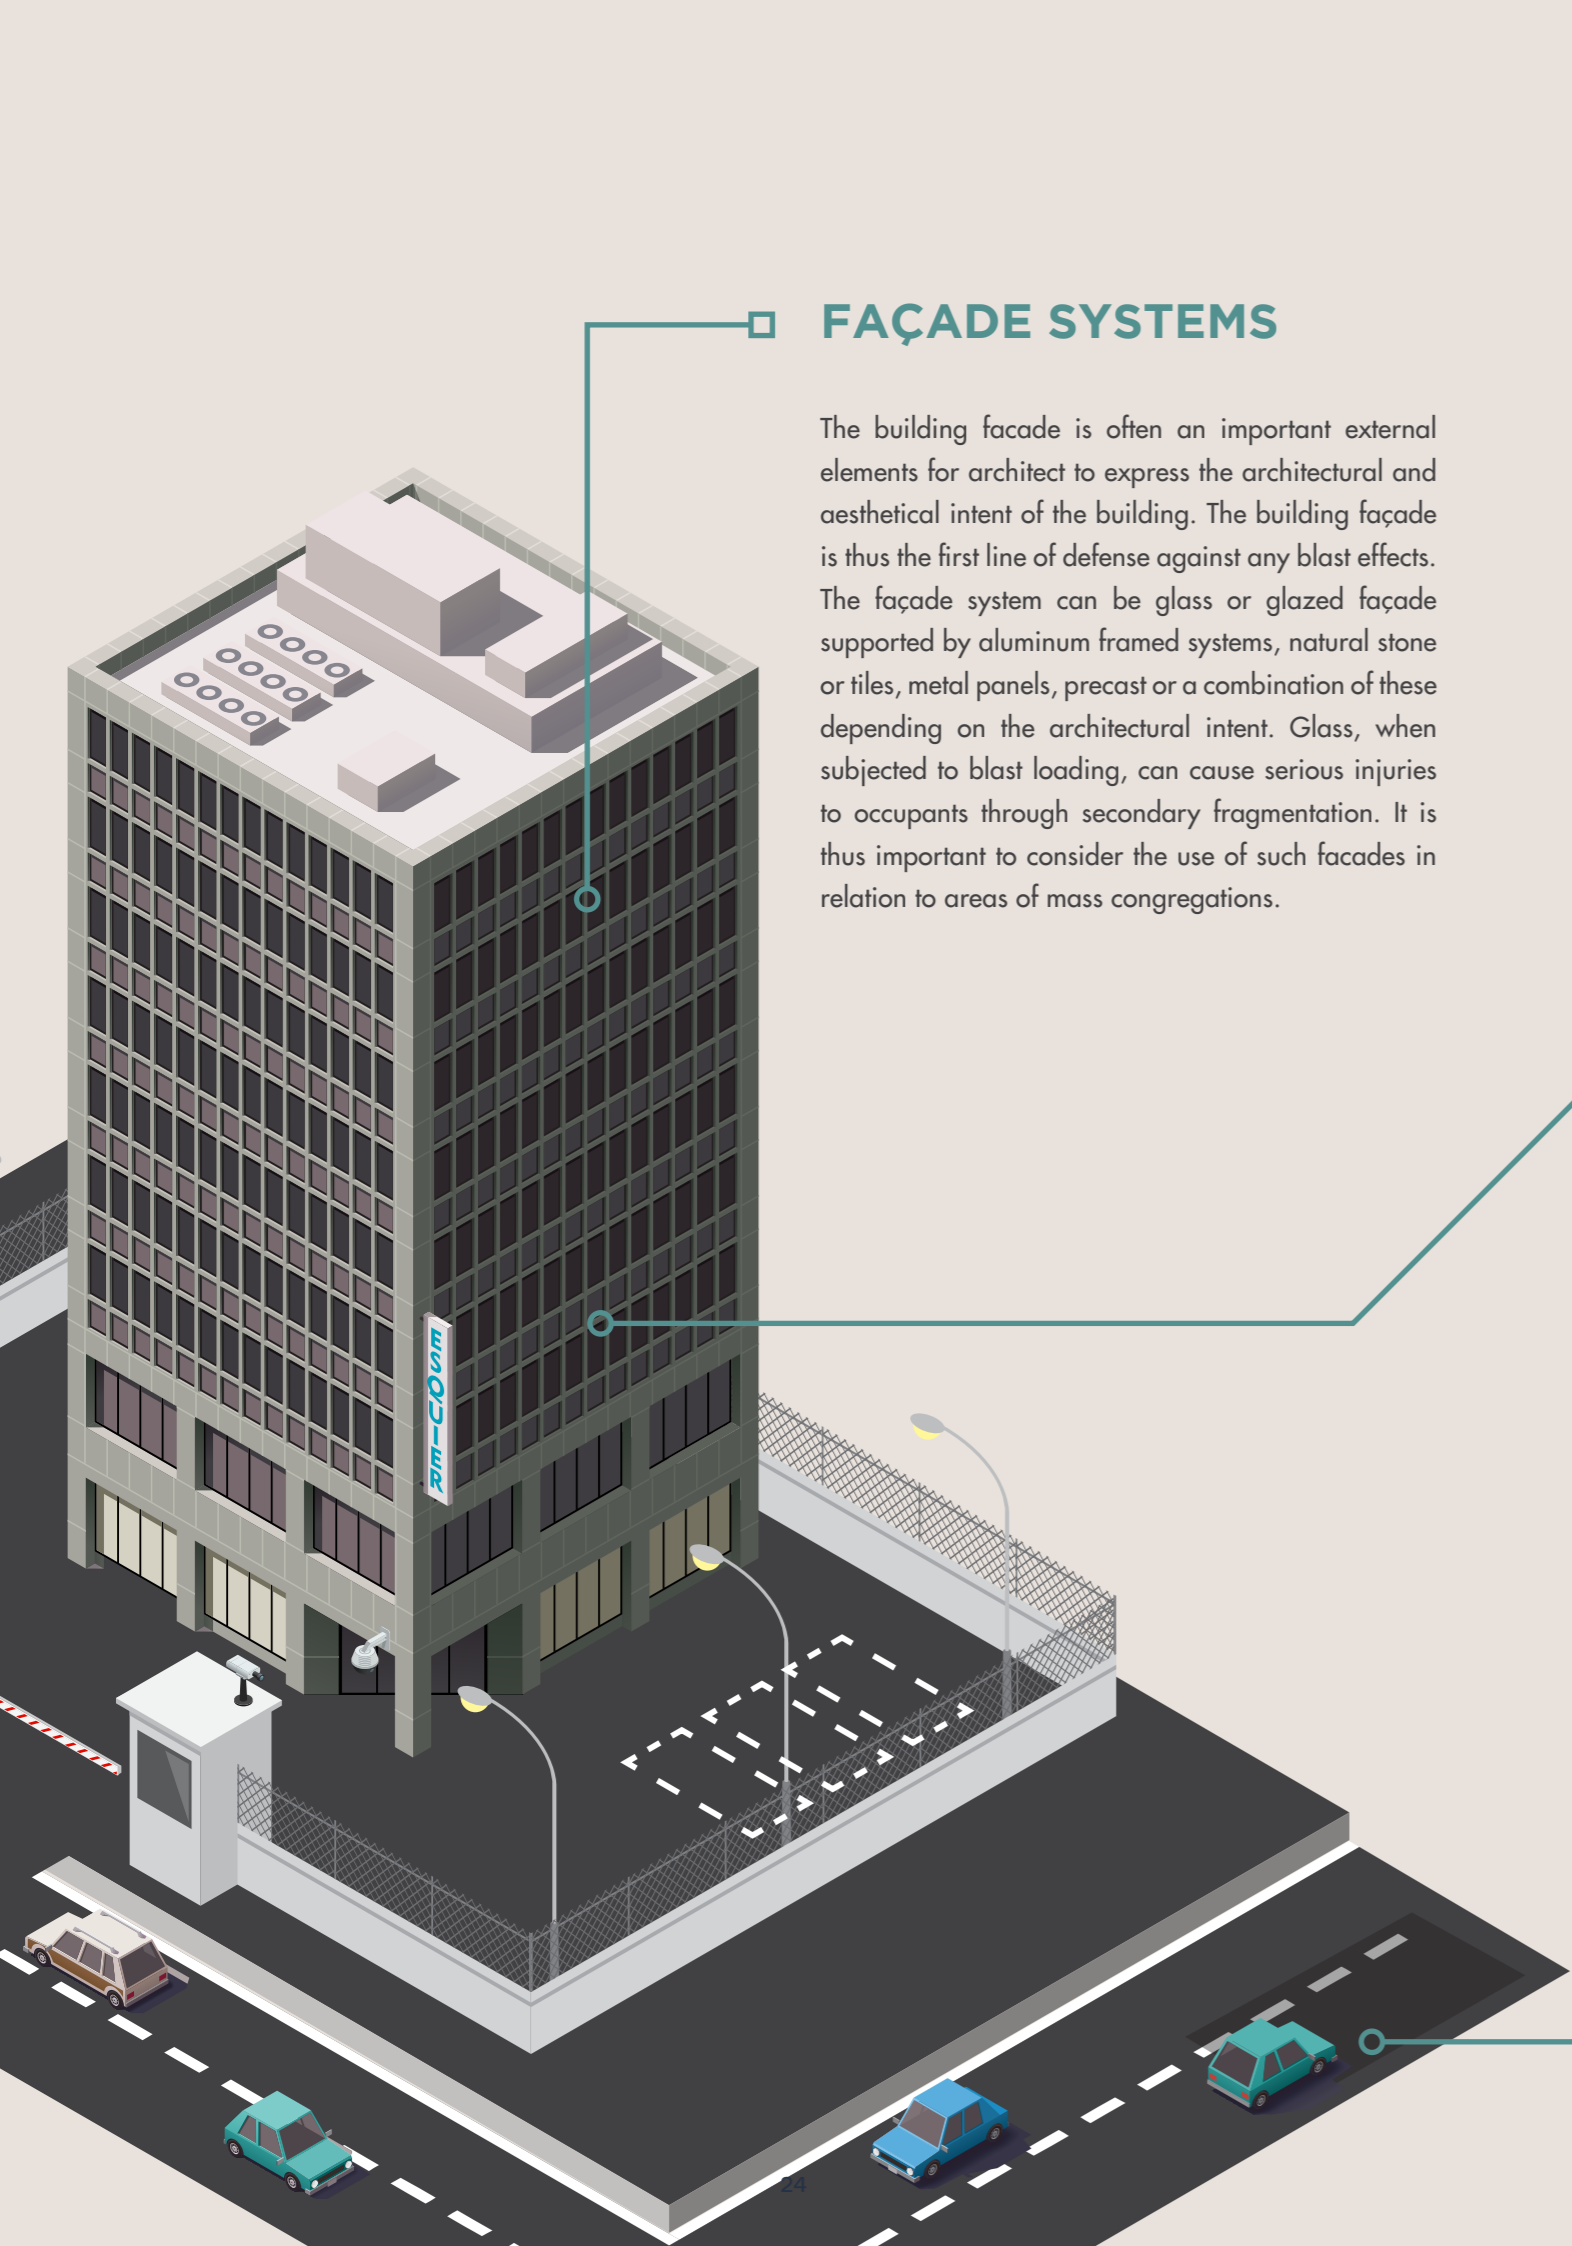 FAÇADE SYSTEMS
The building facade is often an important external
elements for architect to express the architectural and
aesthetical intent of the building. The building façade
is thus the first line of defense against any blast effects.
The façade system can be glass or glazed façade
supported by aluminum framed systems, natural stone
or tiles, metal panels, precast or a combination of these
depending on the architectural intent. Glass, when
subjected to blast loading, can cause serious injuries
to occupants through secondary fragmentation. It is
thus important to consider the use of such facades in
relation to areas of mass congregations.
ESQUIER
24